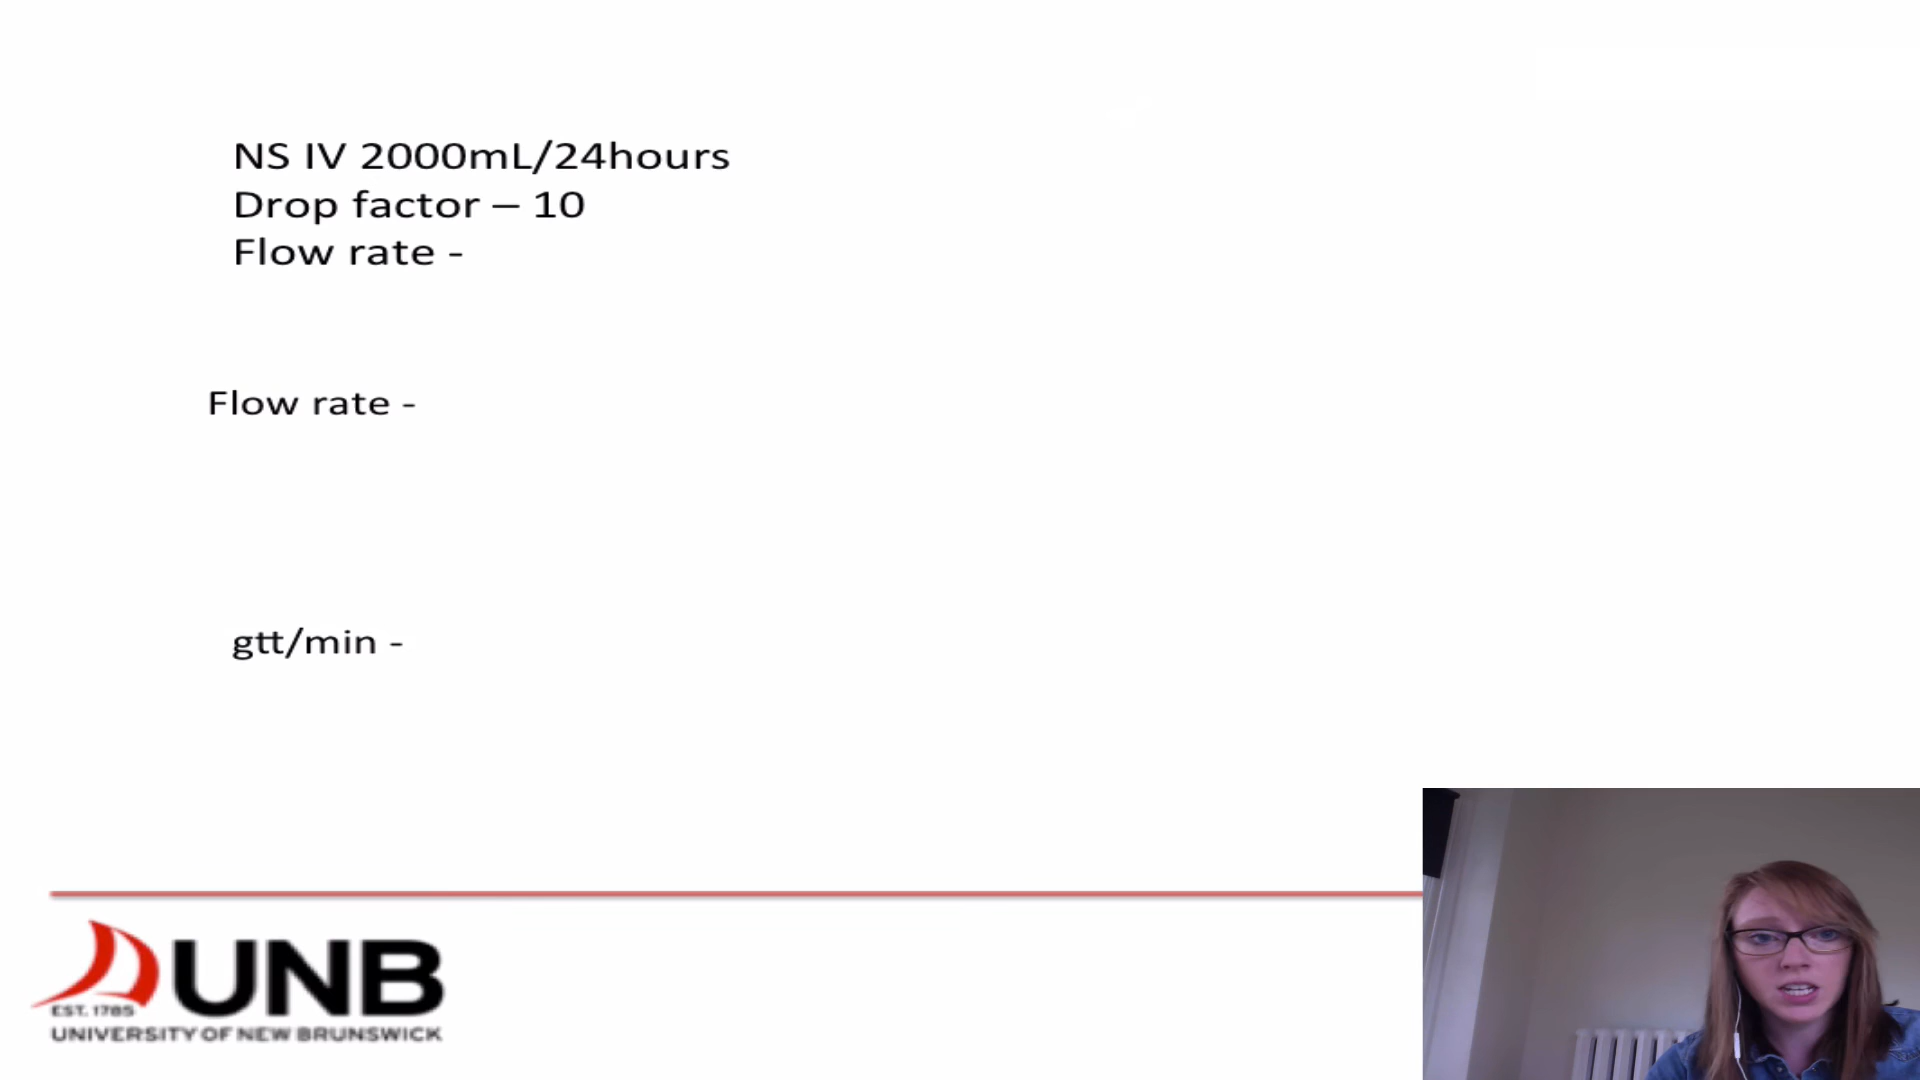 NS IV 2000mL/24hours
Drop factor – 10
Flow rate -
Flow rate -
gtt/min -
UNB
EST. 1785
UNIVERSITY OF NEW BRUNSWICK